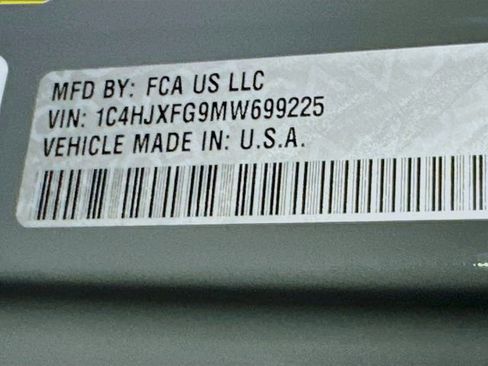 MFD BY: FCA US LLC
VIN: 1C4HJXFG9MW699225
VEHICLE MADE IN: U.S.A.